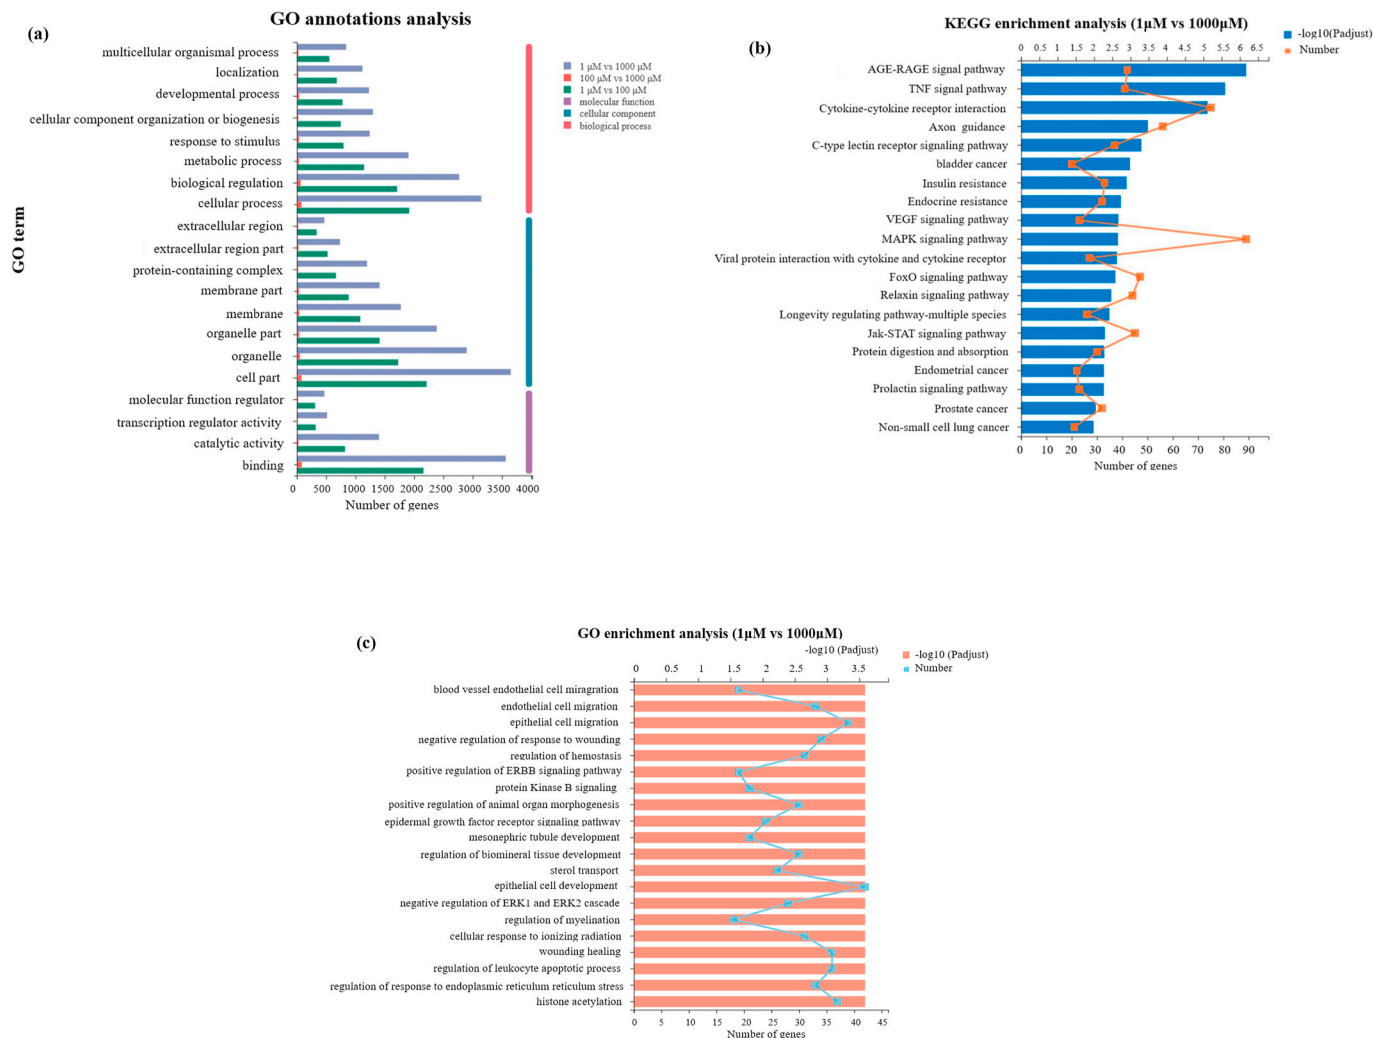 GO annotations analysis
(a)
GO term
multicellular organismal process
localization
developmental process
cellular component organization or biogenesis
response to stimulus
metabolic process
biological regulation
cellular process
extracellular region
extracellular region part
protein-containing complex
membrane part
membrane
organelle part
organelle
cell part
molecular function regulator
transcription regulator activity
catalytic activity
binding
0 500 1000 1500 2000 2500 3000 3500 4000
Number of genes
1 μM vs 1000 μM
100 μM vs 1000 μM
1 μM vs 100 μM
molecular function
cellular component
biological process
KEGG enrichment analysis (1μM vs 1000μM)
(b)
-log10(Padjust)
Number
0 0.5 1 1.5 2 2.5 3 3.5 4 4.5 5 5.5 6 6.5
AGE-RAGE signal pathway
TNF signal pathway
Cytokine-cytokine receptor interaction
Axon guidance
C-type lectin receptor signaling pathway
bladder cancer
Insulin resistance
Endocrine resistance
VEGF signaling pathway
MAPK signaling pathway
Viral protein interaction with cytokine and cytokine receptor
FoxO signaling pathway
Relaxin signaling pathway
Longevity regulating pathway-multiple species
Jak-STAT signaling pathway
Protein digestion and absorption
Endometrial cancer
Prolactin signaling pathway
Prostate cancer
Non-small cell lung cancer
0 10 20 30 40 50 60 70 80 90
Number of genes
GO enrichment analysis (1μM vs 1000μM)
(c)
-log10 (Padjust)
-log10 (Padjust)
Number
0 0.5 1 1.5 2 2.5 3 3.5
blood vessel endothelial cell miragration
endothelial cell migration
epithelial cell migration
negative regulation of response to wounding
regulation of hemostasis
positive regulation of ERBB signaling pathway
protein Kinase B signaling
positive regulation of animal organ morphogenesis
epidermal growth factor receptor signaling pathway
mesonephric tubule development
regulation of biomineral tissue development
sterol transport
epithelial cell development
negative regulation of ERK1 and ERK2 cascade
regulation of myelination
cellular response to ionizing radiation
wounding healing
regulation of leukocyte apoptotic process
regulation of response to endoplasmic reticulum reticulum stress
histone acetylation
0 5 10 15 20 25 30 35 40 45
Number of genes